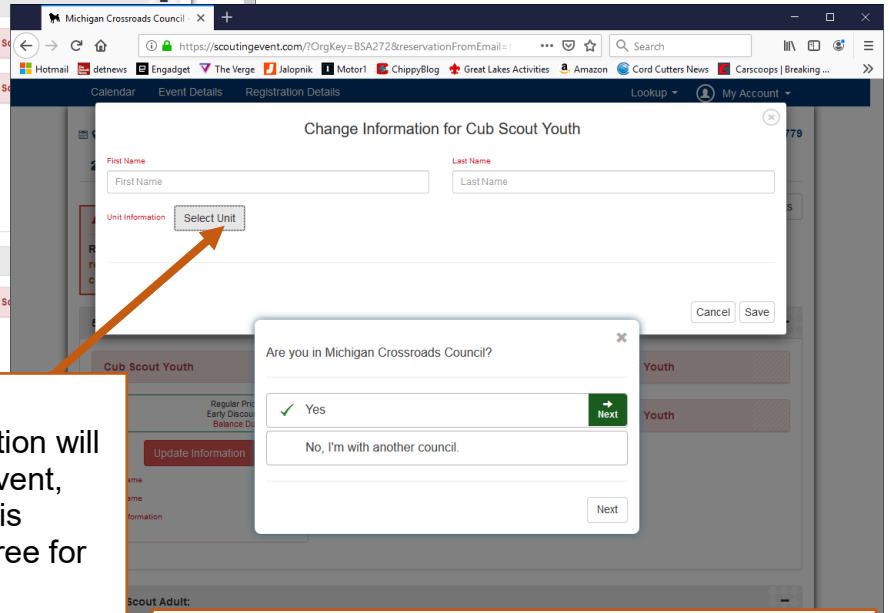 Michigan Crossroads Council -
https://scoutingevent.com/?OrgKey=BSA272&reservationFromEmail=
Search
Hotmail detnews Engadget The Verge Jalopnik Motor1 ChippyBlog Great Lakes Activities Amazon Cord Cutters News Carscoops | Breaking ...
Calendar Event Details Registration Details Lookup My Account
Change Information for Cub Scout Youth
779
First Name Last Name
First Name Last Name
Unit Information Select Unit
Cancel Save
Are you in Michigan Crossroads Council?
Cub Scout Youth Youth
Regular Pric
Early Discou
Balance Du
Yes Next
Youth
No, I'm with another council.
Update Information
ame
ame
formation
Next
tion will
vent,
is
ree for
Scout Adult: